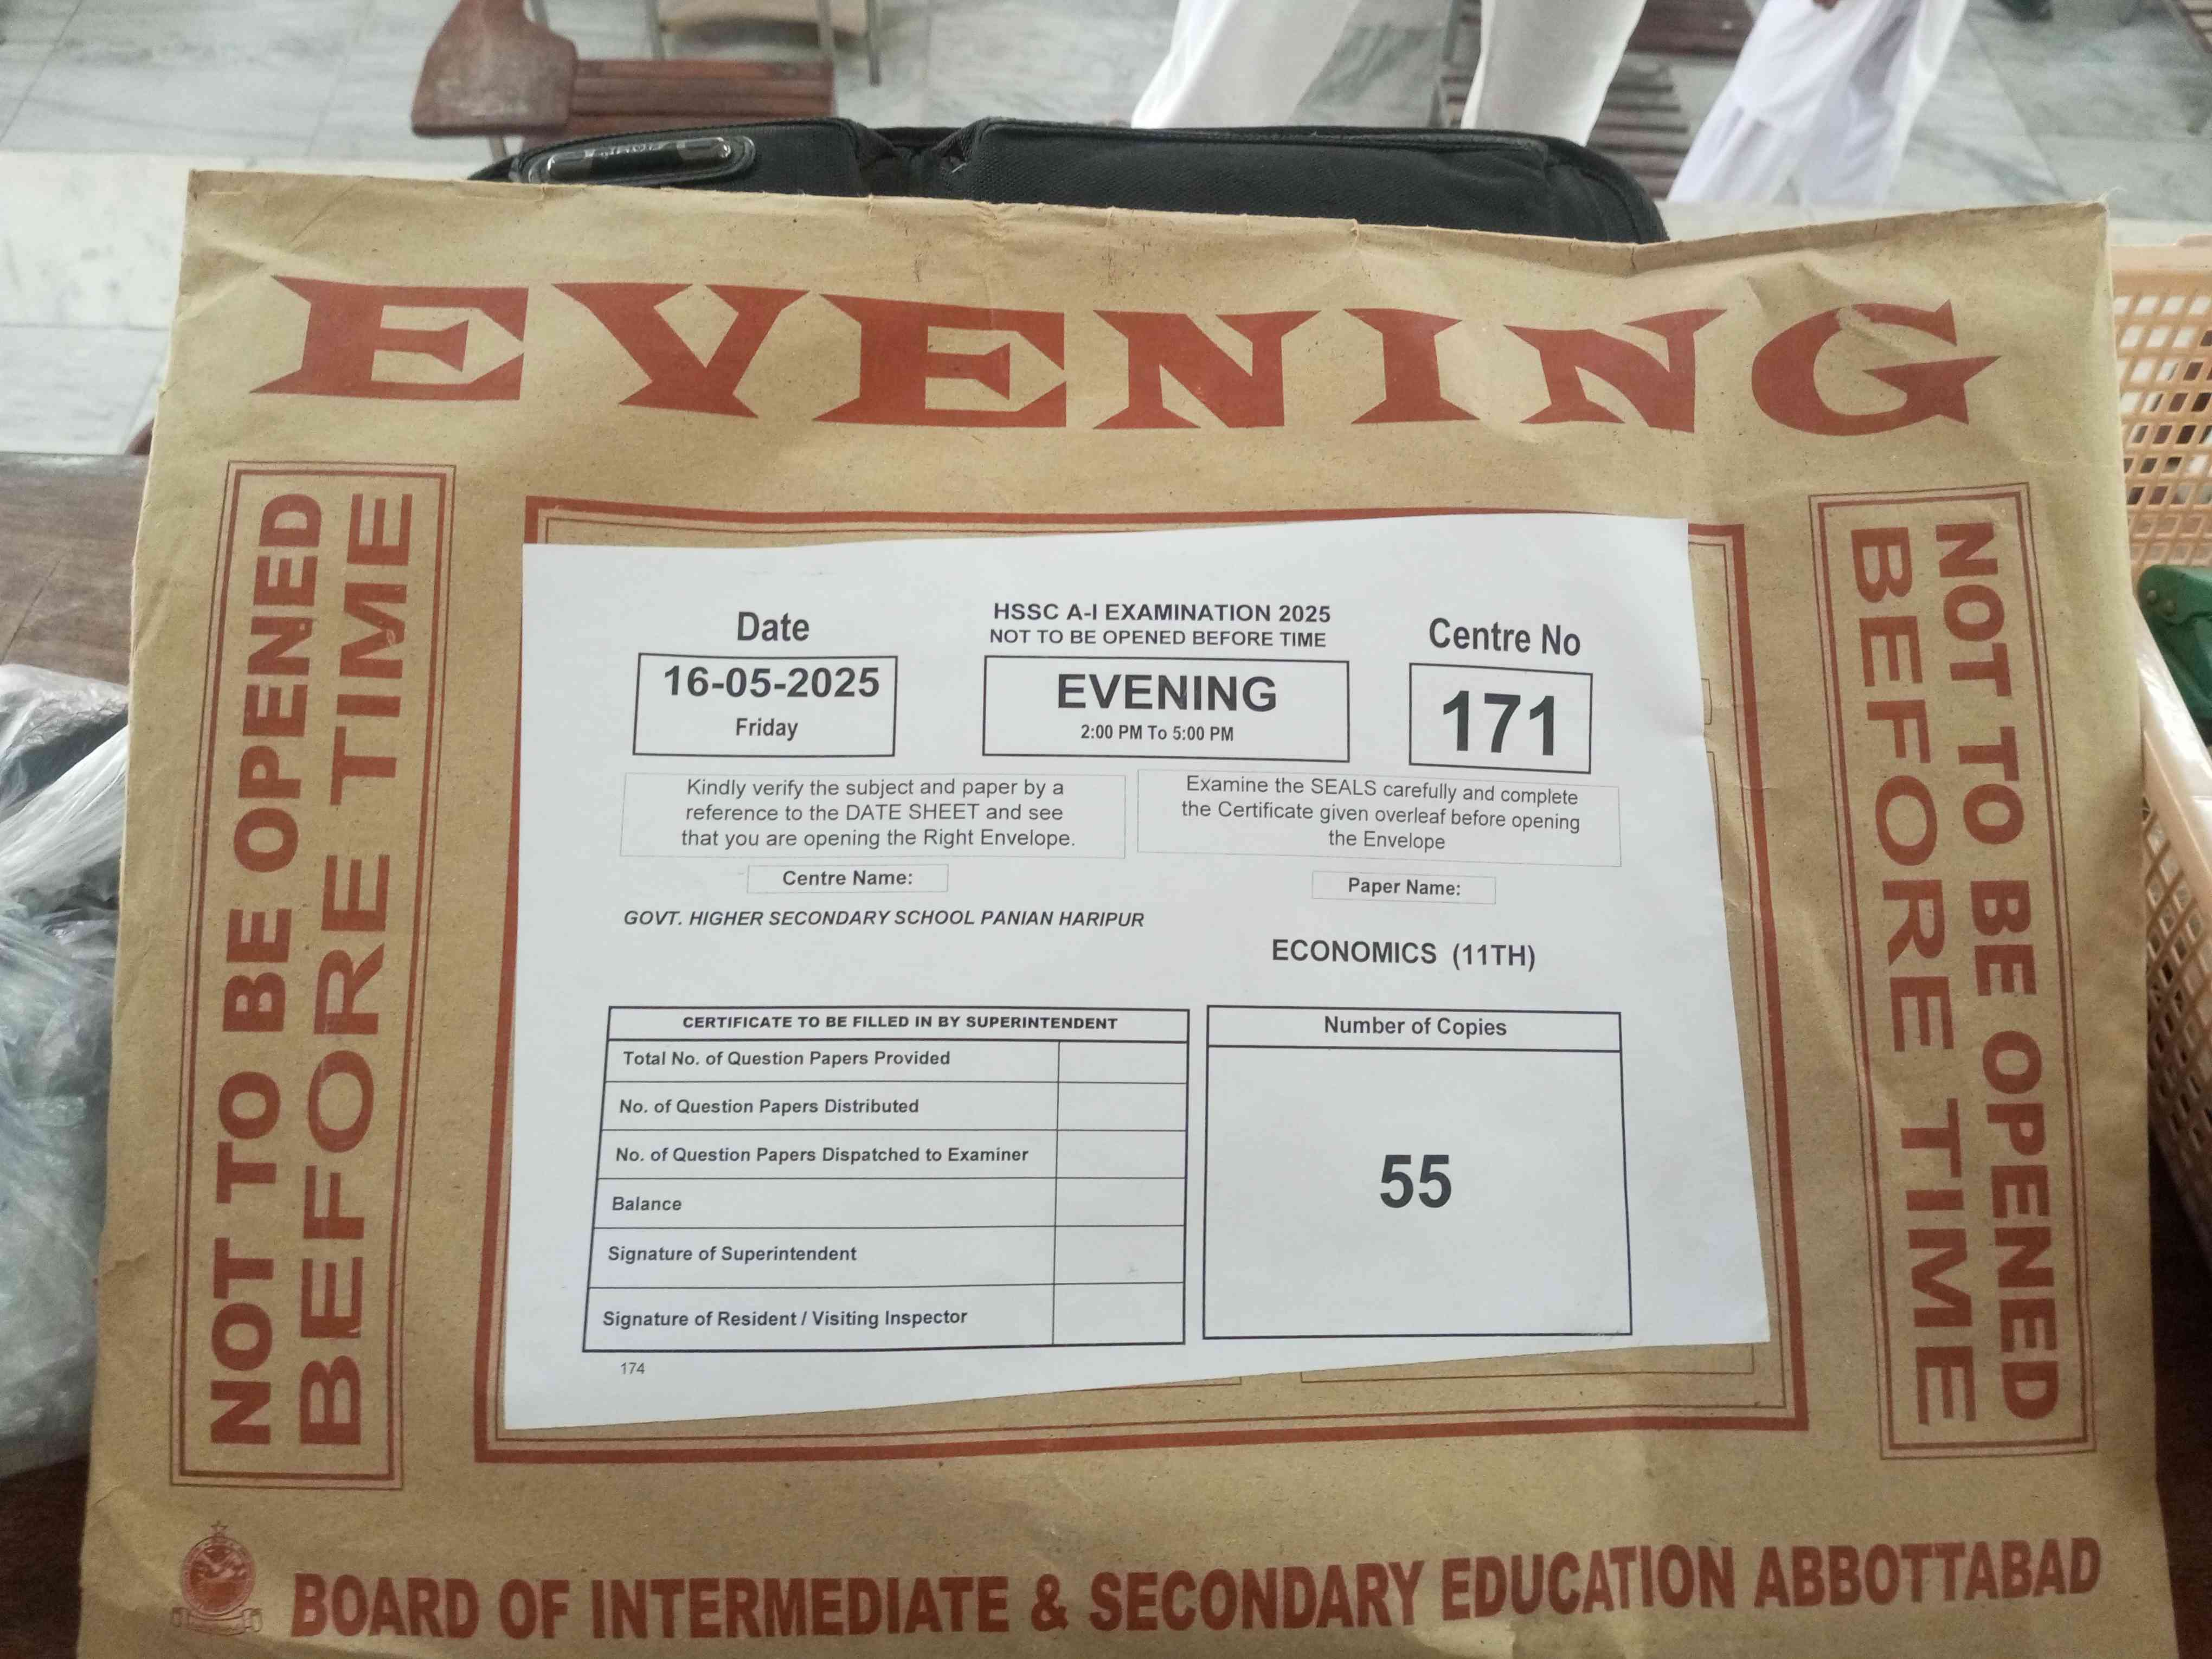 EVENING
NOT TO BE OPENED
BEFORE TIME
Date
16-05-2025
Friday
HSSC A-I EXAMINATION 2025
NOT TO BE OPENED BEFORE TIME
EVENING
2:00 PM To 5:00 PM
Centre No
171
Kindly verify the subject and paper by a
reference to the DATE SHEET and see
that you are opening the Right Envelope.
Examine the SEALS carefully and complete
the Certificate given overleaf before opening
the Envelope
Centre Name:
GOVT. HIGHER SECONDARY SCHOOL PANIAN HARIPUR
Paper Name:
ECONOMICS (11TH)
CERTIFICATE TO BE FILLED IN BY SUPERINTENDENT
Total No. of Question Papers Provided
No. of Question Papers Distributed
No. of Question Papers Dispatched to Examiner
Balance
Signature of Superintendent
Signature of Resident / Visiting Inspector
Number of Copies
55
174
NOT TO BE OPENED
BEFORE TIME
BOARD OF INTERMEDIATE & SECONDARY EDUCATION ABBOTTABAD